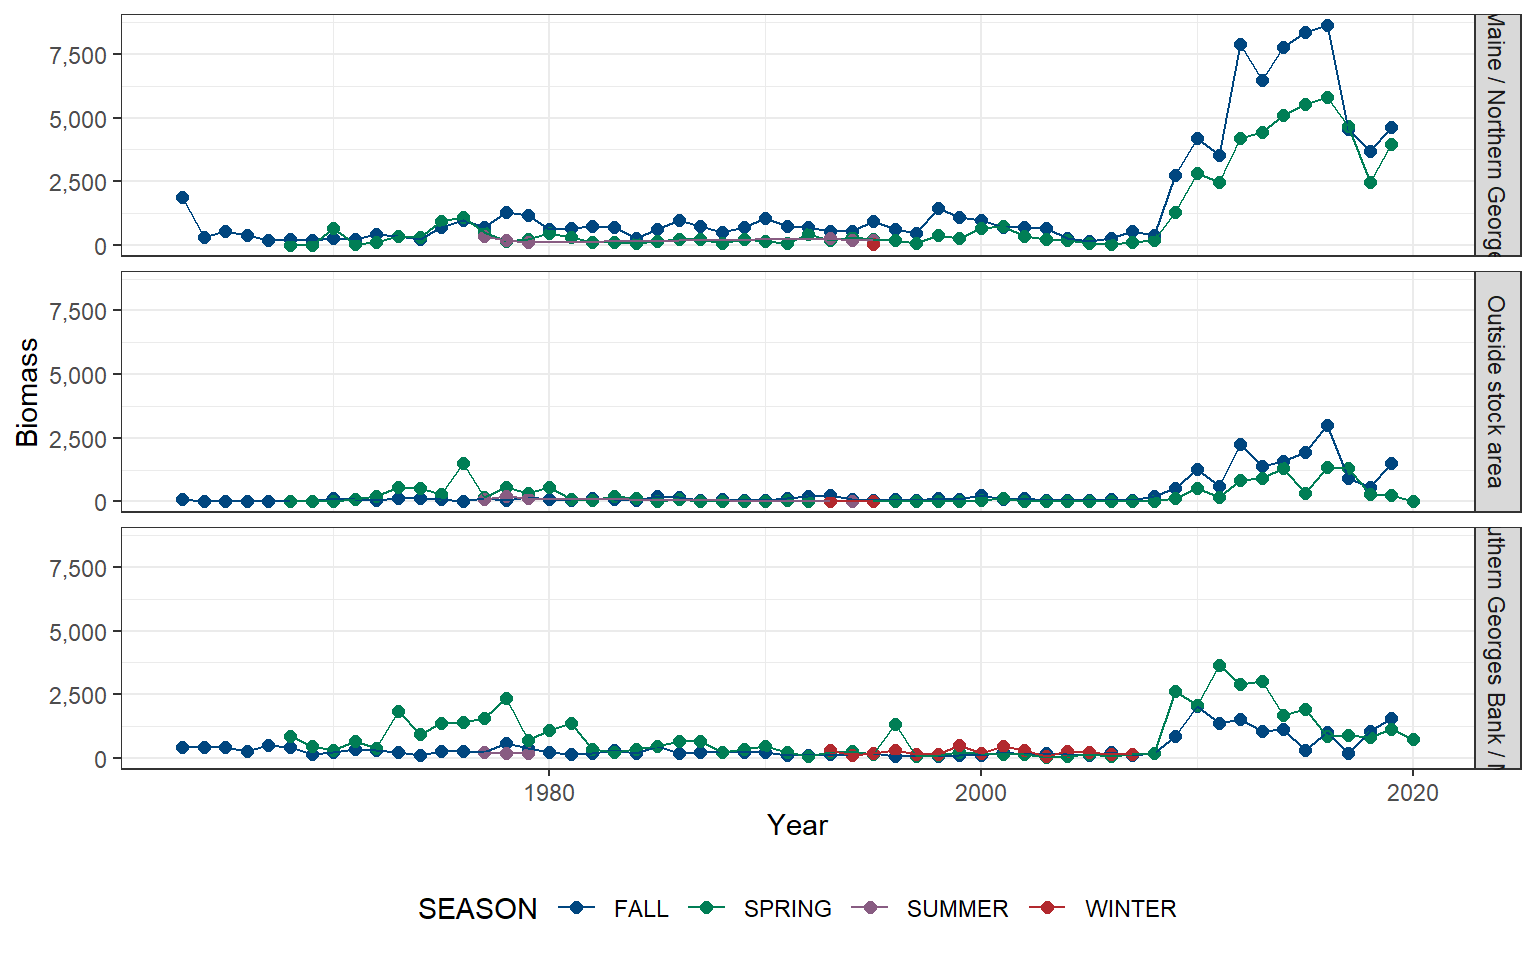 7,500
5,000
2,500
0
Maine / Northern George
7,500
5,000
2,500
0
Outside stock area
7,500
5,000
2,500
0
thern Georges Bank /
Biomass
1980
2000
2020
Year
SEASON FALL SPRING SUMMER WINTER